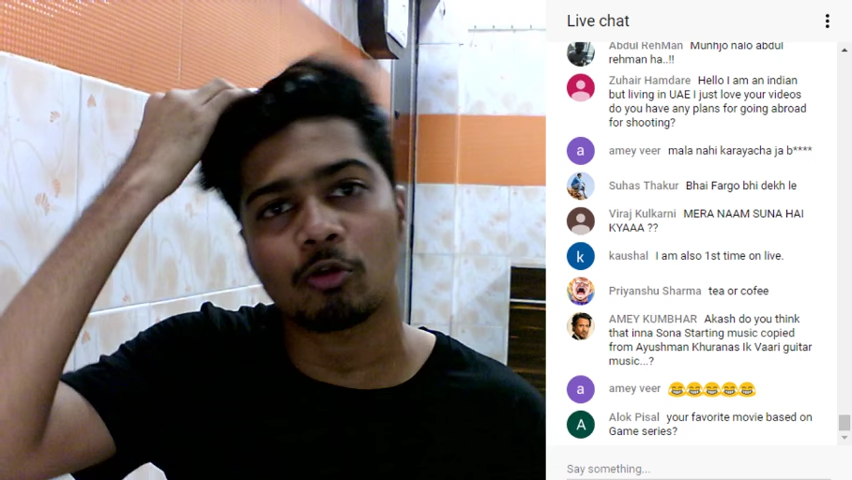 Live chat
Abdul RehMan Munhjo nalo abdul
rehman ha..!!
Zuhair Hamdare Hello I am an indian
but living in UAE I just love your videos
do you have any plans for going abroad
for shooting?
amey veer mala nahi karayacha ja b****
Suhas Thakur Bhai Fargo bhi dekh le
Viraj Kulkarni MERA NAAM SUNA HAI
KYAAA ??
kaushal I am also 1st time on live.
Priyanshu Sharma tea or cofee
AMEY KUMBHAR Akash do you think
that inna Sona Starting music copied
from Ayushman Khuranas Ik Vaari guitar
music...?
amey veer 😂😂😂😂😂
Alok Pisal your favorite movie based on
Game series?
Say something...